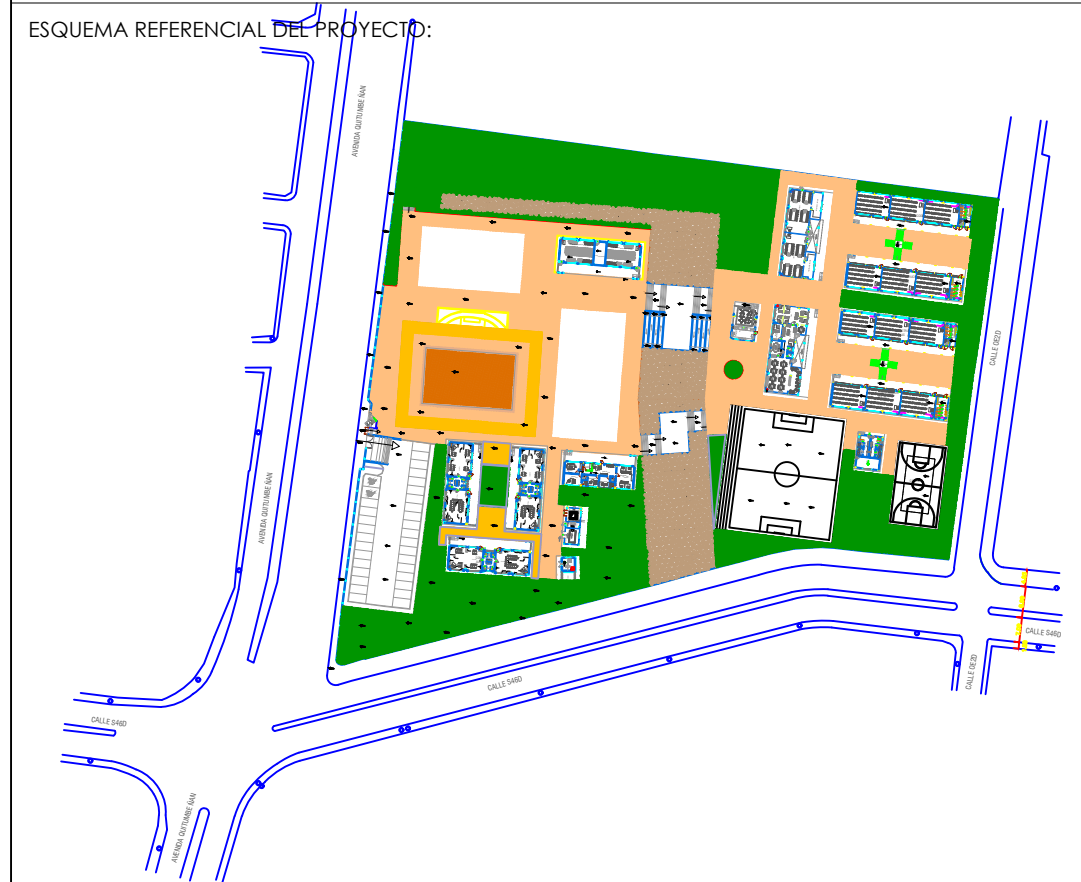 ESQUEMA REFERENCIAL DEL PROYECTO:
AVENIDA QUITUMBE ÑAN
CALLE OE2D
AVENIDA QUITUMBE ÑAN
CALLE S46D
CALLE S46D
CALLE OE2D
CALLE S46D
AVENIDA QUITUMBE ÑAN